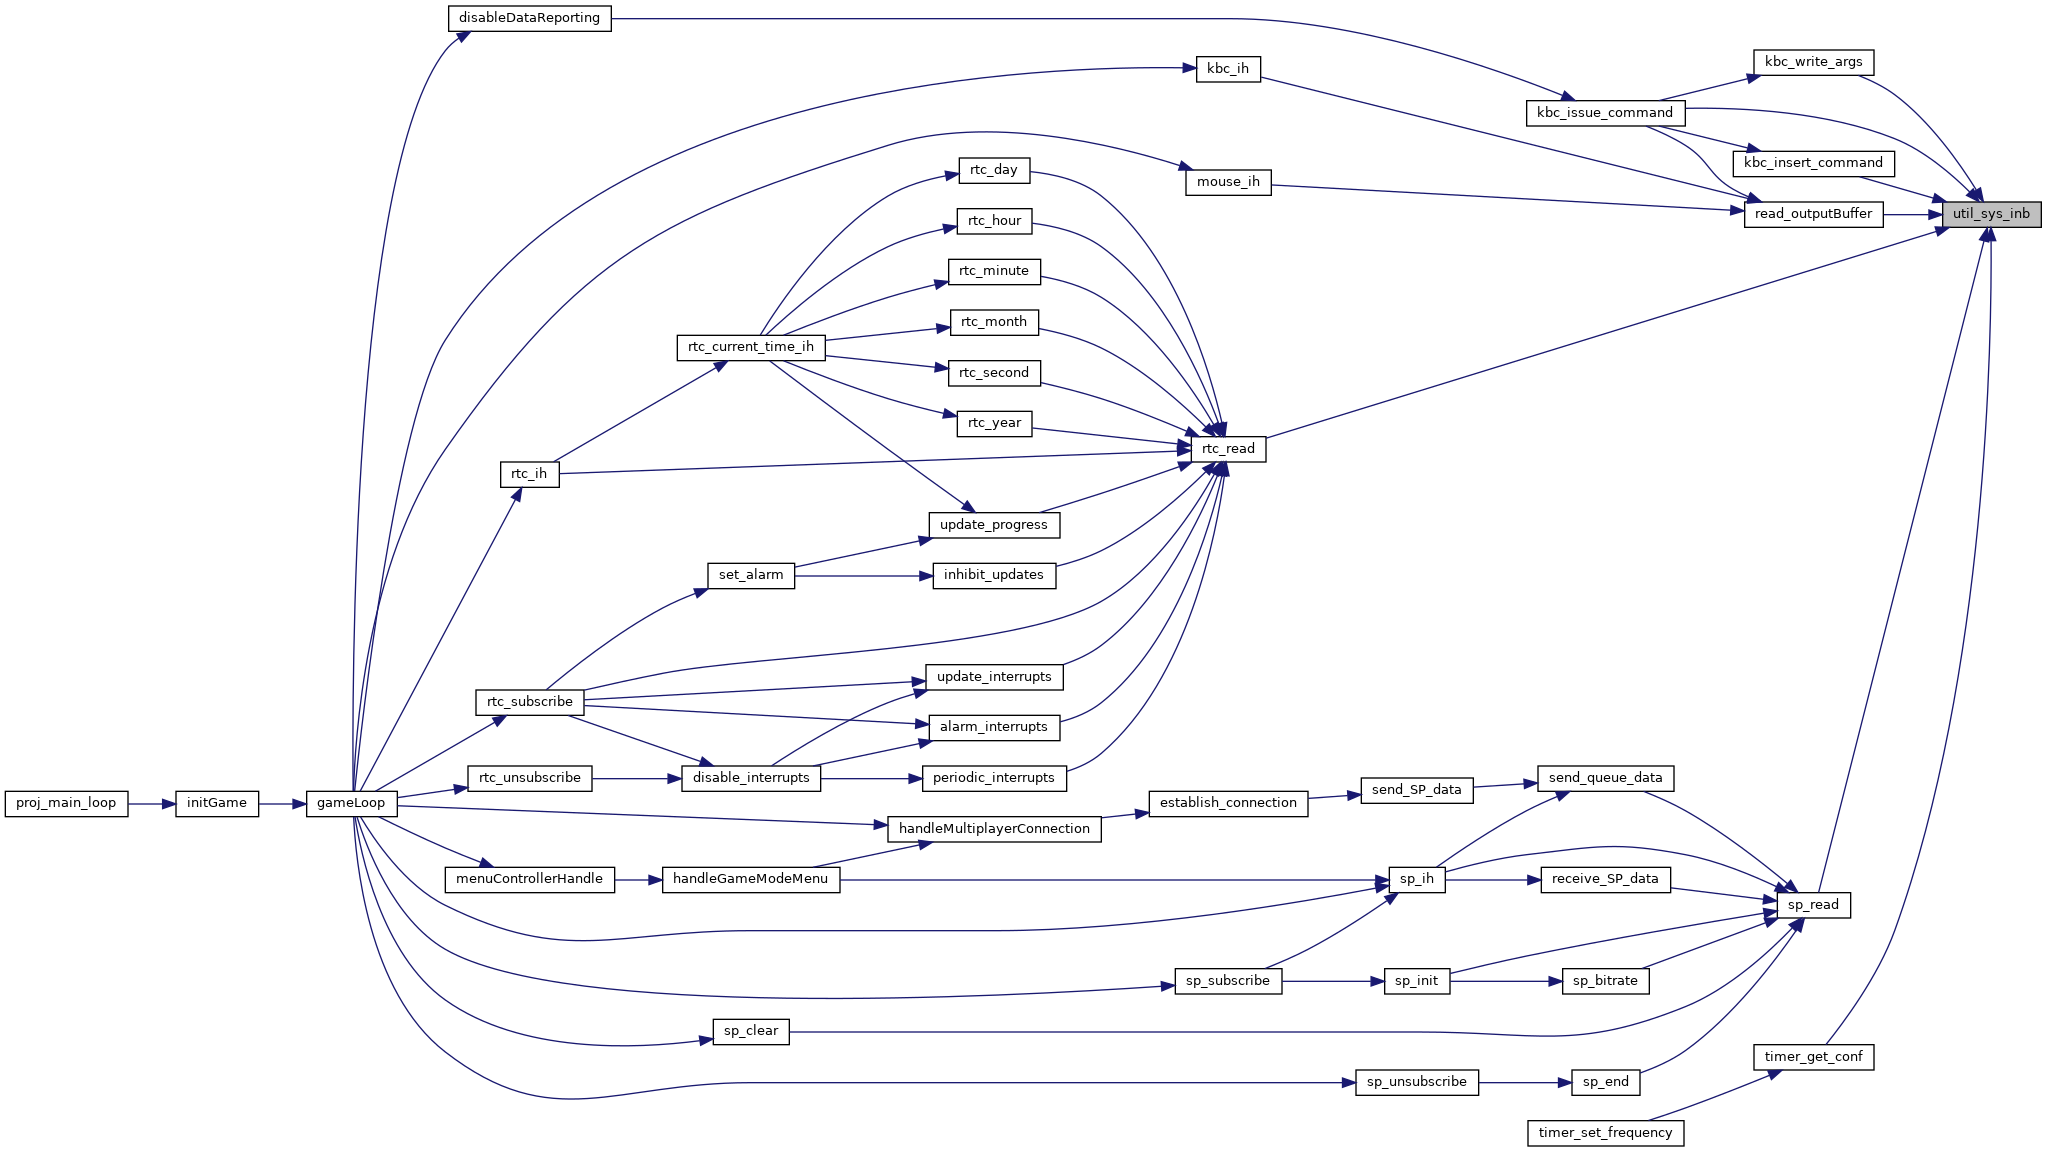 disableDataReporting
kbc_write_args
kbc_ih
kbc_issue_command
kbc_insert_command
rtc_day
mouse_ih
read_outputBuffer
util_sys_inb
rtc_hour
rtc_minute
rtc_month
rtc_current_time_ih
rtc_second
rtc_year
rtc_read
rtc_ih
update_progress
set_alarm
inhibit_updates
update_interrupts
rtc_subscribe
alarm_interrupts
rtc_unsubscribe
disable_interrupts
periodic_interrupts
send_queue_data
send_SP_data
proj_main_loop
initGame
gameLoop
establish_connection
handleMultiplayerConnection
menuControllerHandle
handleGameModeMenu
sp_ih
receive_SP_data
sp_read
sp_subscribe
sp_init
sp_bitrate
sp_clear
timer_get_conf
sp_unsubscribe
sp_end
timer_set_frequency